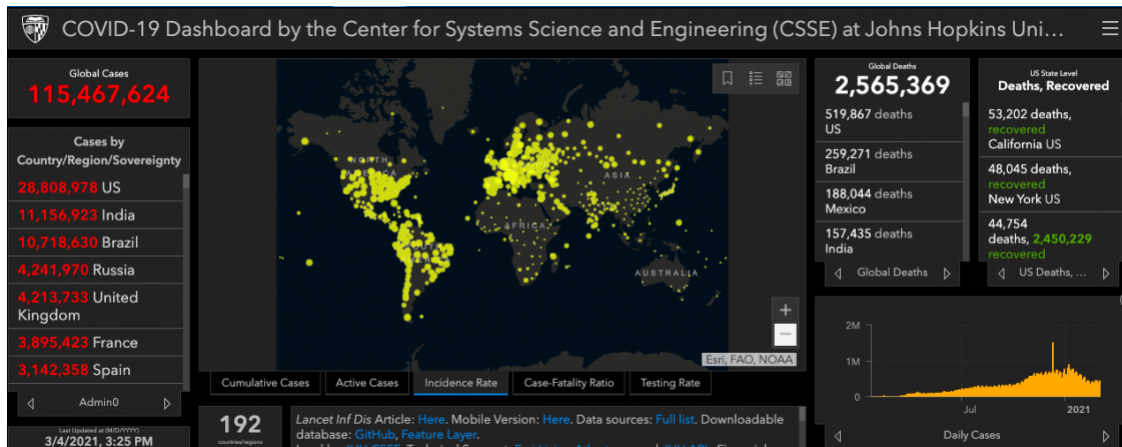 COVID-19 Dashboard by the Center for Systems Science and Engineering (CSSE) at Johns Hopkins Uni...
Global Cases
115,467,624
Cases by
Country/Region/Sovereignty
28,808,978 US
11,156,923 India
10,718,630 Brazil
4,241,970 Russia
4,213,733 United
Kingdom
3,895,423 France
3,142,358 Spain
Admin0
Last Updated at (M/D/YYYY)
3/4/2021, 3:25 PM
NORTH
AMERICA
ASIA
AFRICA
SOUTH
AUSTRALIA
+
−
Esri, FAO, NOAA
Cumulative Cases
Active Cases
Incidence Rate
Case-Fatality Ratio
Testing Rate
192
countries/regions
Lancet Inf Dis Article: Here. Mobile Version: Here. Data sources: Full list. Downloadable
database: GitHub, Feature Layer.
Global Deaths
2,565,369
519,867 deaths
US
259,271 deaths
Brazil
188,044 deaths
Mexico
157,435 deaths
India
Global Deaths
US State Level
Deaths, Recovered
53,202 deaths,
recovered
California US
48,045 deaths,
recovered
New York US
44,754
deaths, 2,450,229
recovered
US Deaths, ...
2M
1M
0
Jul
2021
Daily Cases